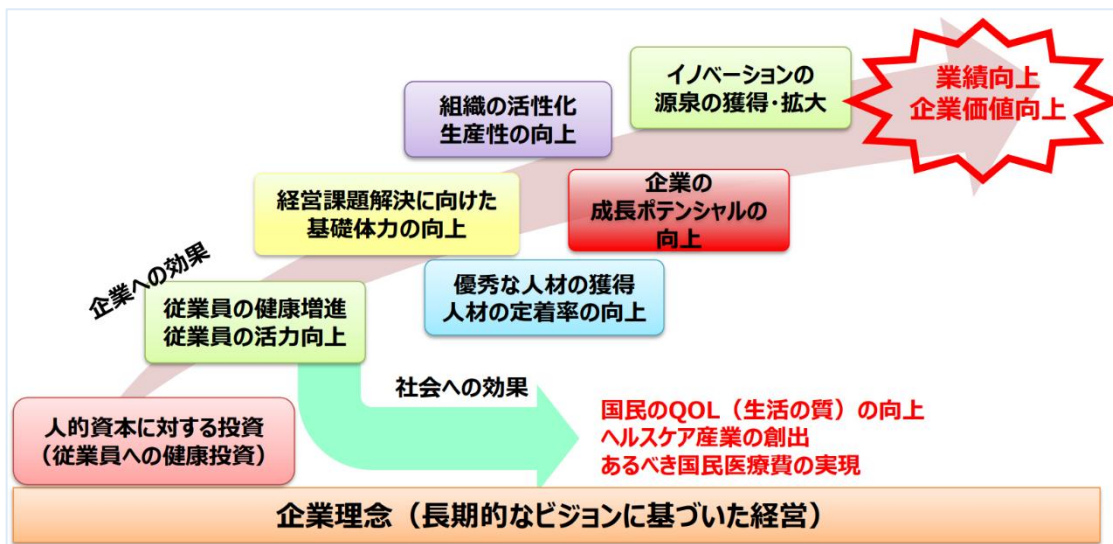 イノベーションの
源泉の獲得・拡大
業績向上
企業価値向上
組織の活性化
生産性の向上
経営課題解決に向けた
基礎体力の向上
企業の
成長ポテンシャルの
向上
企業への効果
従業員の健康増進
従業員の活力向上
優秀な人材の獲得
人材の定着率の向上
社会への効果
人的資本に対する投資
（従業員への健康投資）
国民のQOL（生活の質）の向上
ヘルスケア産業の創出
あるべき国民医療費の実現
企業理念（長期的なビジョンに基づいた経営）